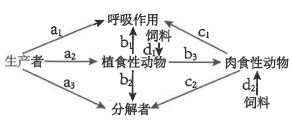 呼吸作用
a₁ c₁
b₁ 饲料 d₁
生产者 a₂ 植食性动物 b₃ 肉食性动物
b₂
a₃ c₂ d₂
分解者 饲料